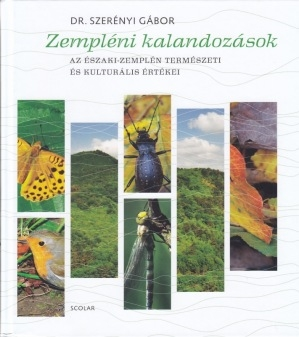 DR. SZERÉNYI GÁBOR
Zempléni kalandozások
AZ ÉSZAKI-ZEMPLÉN TERMÉSZETI
ÉS KULTURÁLIS ÉRTÉKEI
SCOLAR